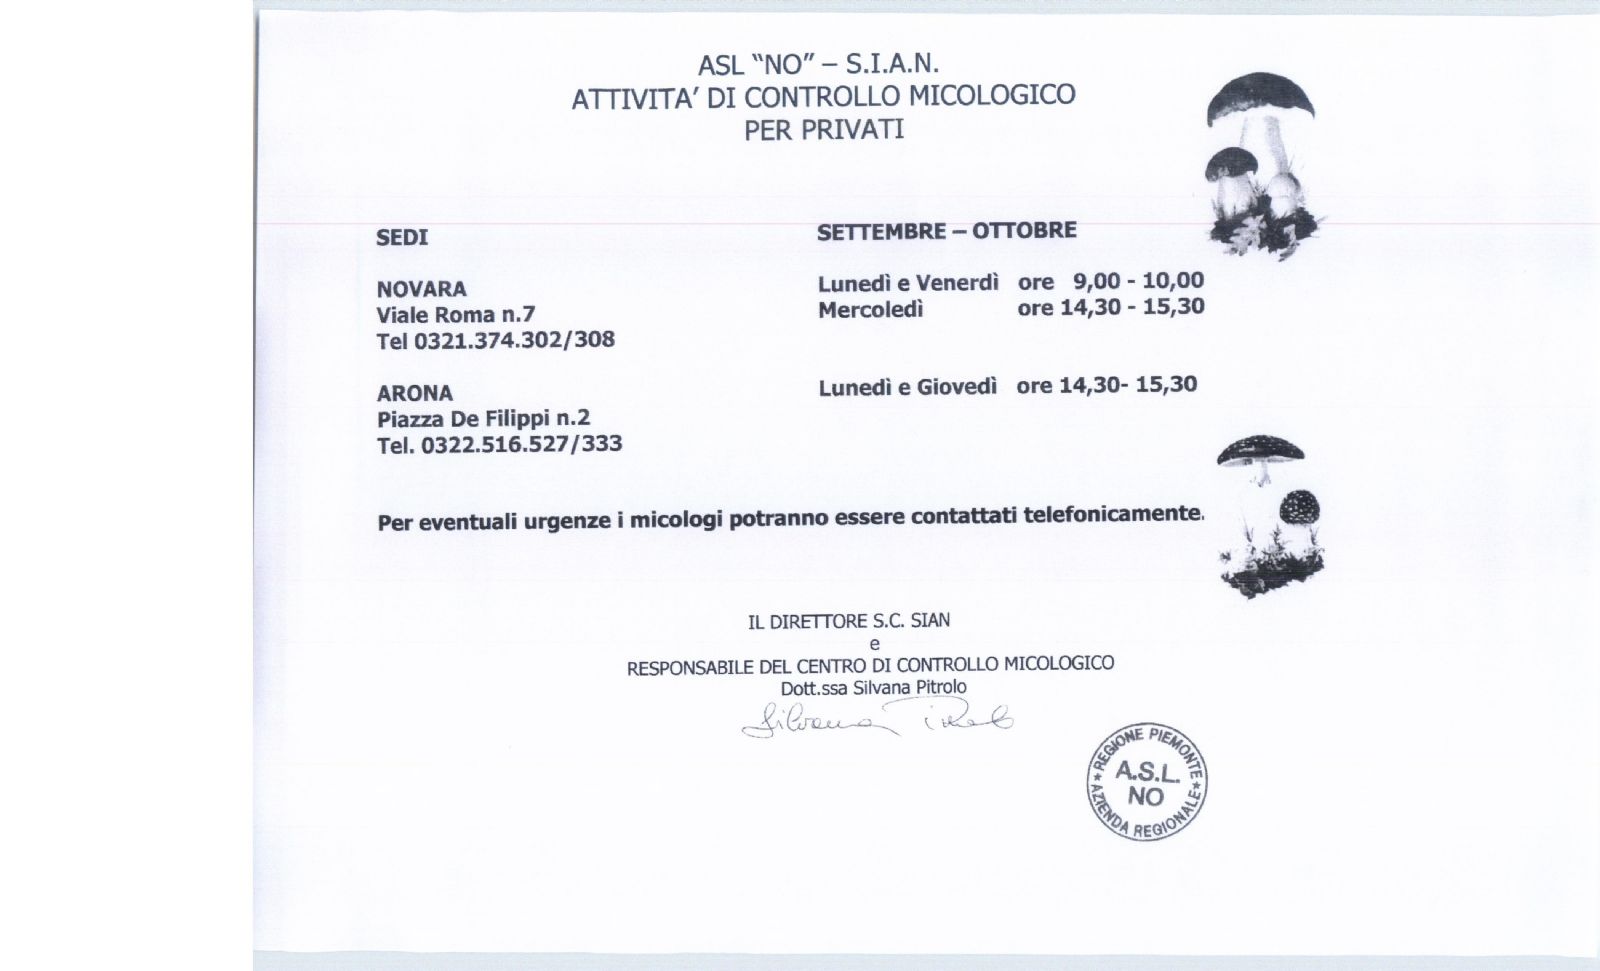 ASL “NO” – S.I.A.N.
ATTIVITA’ DI CONTROLLO MICOLOGICO
PER PRIVATI
SEDI
SETTEMBRE – OTTOBRE
NOVARA
Viale Roma n.7
Tel 0321.374.302/308
Lunedì e Venerdì ore 9,00 - 10,00
Mercoledì ore 14,30 - 15,30
ARONA
Piazza De Filippi n.2
Tel. 0322.516.527/333
Lunedì e Giovedì ore 14,30- 15,30
Per eventuali urgenze i micologi potranno essere contattati telefonicamente.
IL DIRETTORE S.C. SIAN
e
RESPONSABILE DEL CENTRO DI CONTROLLO MICOLOGICO
Dott.ssa Silvana Pitrolo
Silvana Pitrolo
REGIONE PIEMONTE
A.S.L.
NO
AZIENDA REGIONALE